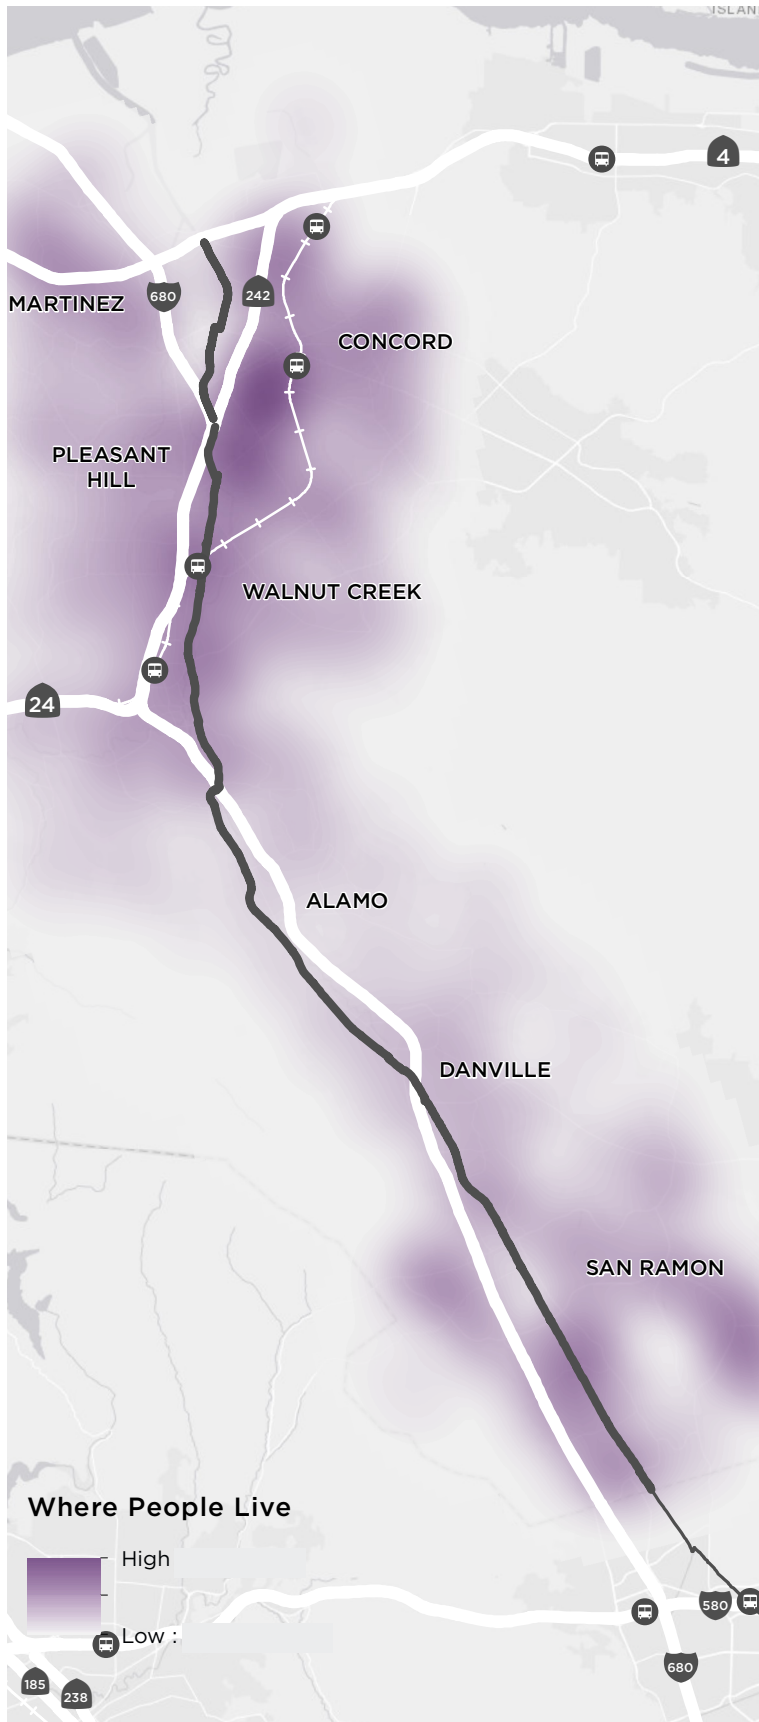 ISLAN
4
MARTINEZ
680
242
CONCORD
PLEASANT
HILL
WALNUT CREEK
24
ALAMO
DANVILLE
SAN RAMON
Where People Live
High
Low :
580
680
185
238